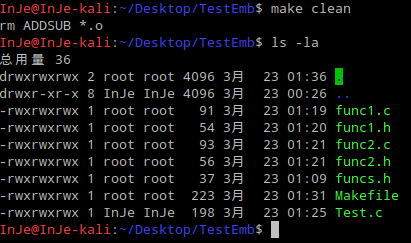 InJe@InJe-kali:~/Desktop/TestEmb$ make clean
rm ADDSUB *.o
InJe@InJe-kali:~/Desktop/TestEmb$ ls -la
总用量 36
drwxrwxrwx 2 root root 4096 3月 23 01:36 .
drwxr-xr-x 8 InJe InJe 4096 3月 23 00:26 ..
-rwxrwxrwx 1 root root 91 3月 23 01:19 func1.c
-rwxrwxrwx 1 root root 54 3月 23 01:20 func1.h
-rwxrwxrwx 1 root root 93 3月 23 01:21 func2.c
-rwxrwxrwx 1 root root 56 3月 23 01:21 func2.h
-rwxrwxrwx 1 root root 37 3月 23 01:09 funcs.h
-rwxrwxrwx 1 root root 223 3月 23 01:31 Makefile
-rwxrwxrwx 1 InJe InJe 198 3月 23 01:25 Test.c
InJe@InJe-kali:~/Desktop/TestEmb$